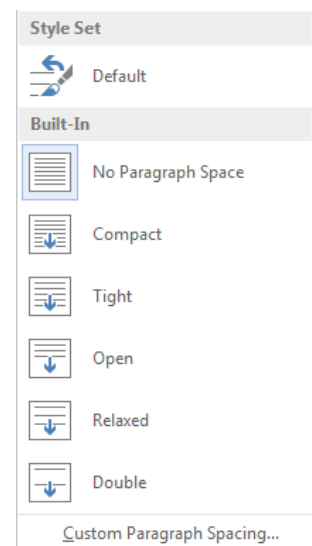 Style Set
Default
Built-In
No Paragraph Space
Compact
Tight
Open
Relaxed
Double
Custom Paragraph Spacing...